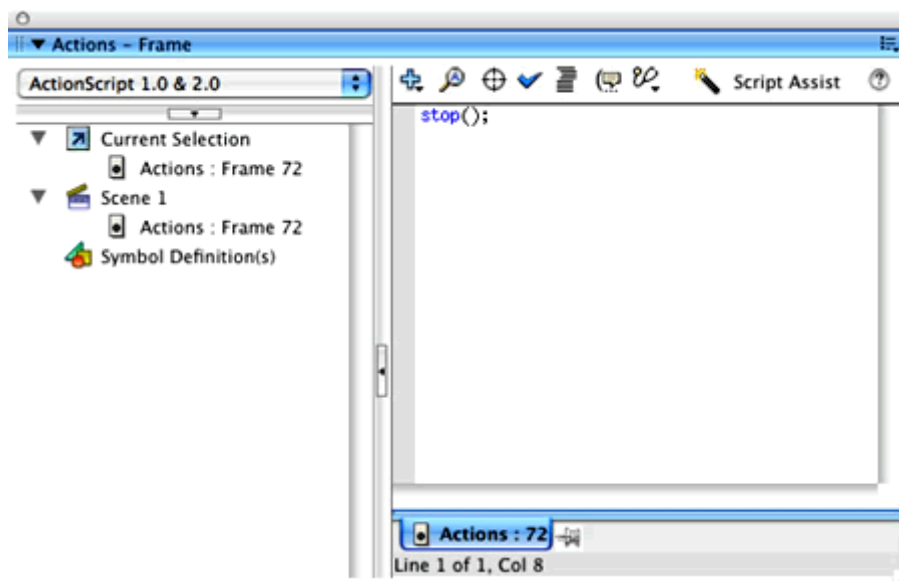 Actions – Frame
ActionScript 1.0 & 2.0
Script Assist
stop();
Current Selection
Actions : Frame 72
Scene 1
Actions : Frame 72
Symbol Definition(s)
Actions : 72
Line 1 of 1, Col 8